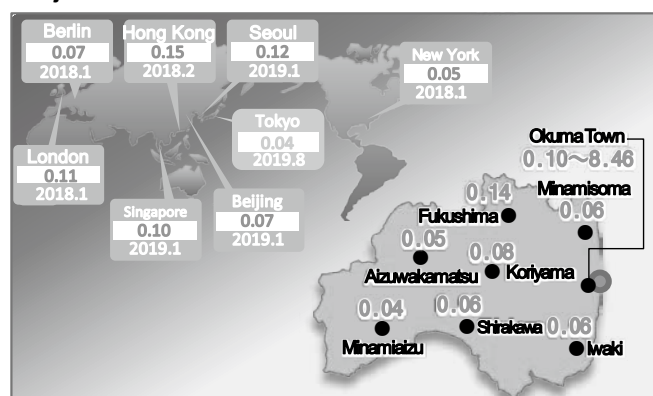 Berlin
0.07
2018.1
Hong Kong
0.15
2018.2
Seoul
0.12
2019.1
New York
0.05
2018.1
Tokyo
0.04
2019.8
London
0.11
2018.1
Singapore
0.10
2019.1
Beijing
0.07
2019.1
Okuma Town
0.10～8.46
Minamisoma
0.06
0.14
Fukushima
0.05
Aizuwakamatsu
0.08
Koriyama
0.04
Minamiaizu
0.06
Shirakawa
0.06
Iwaki